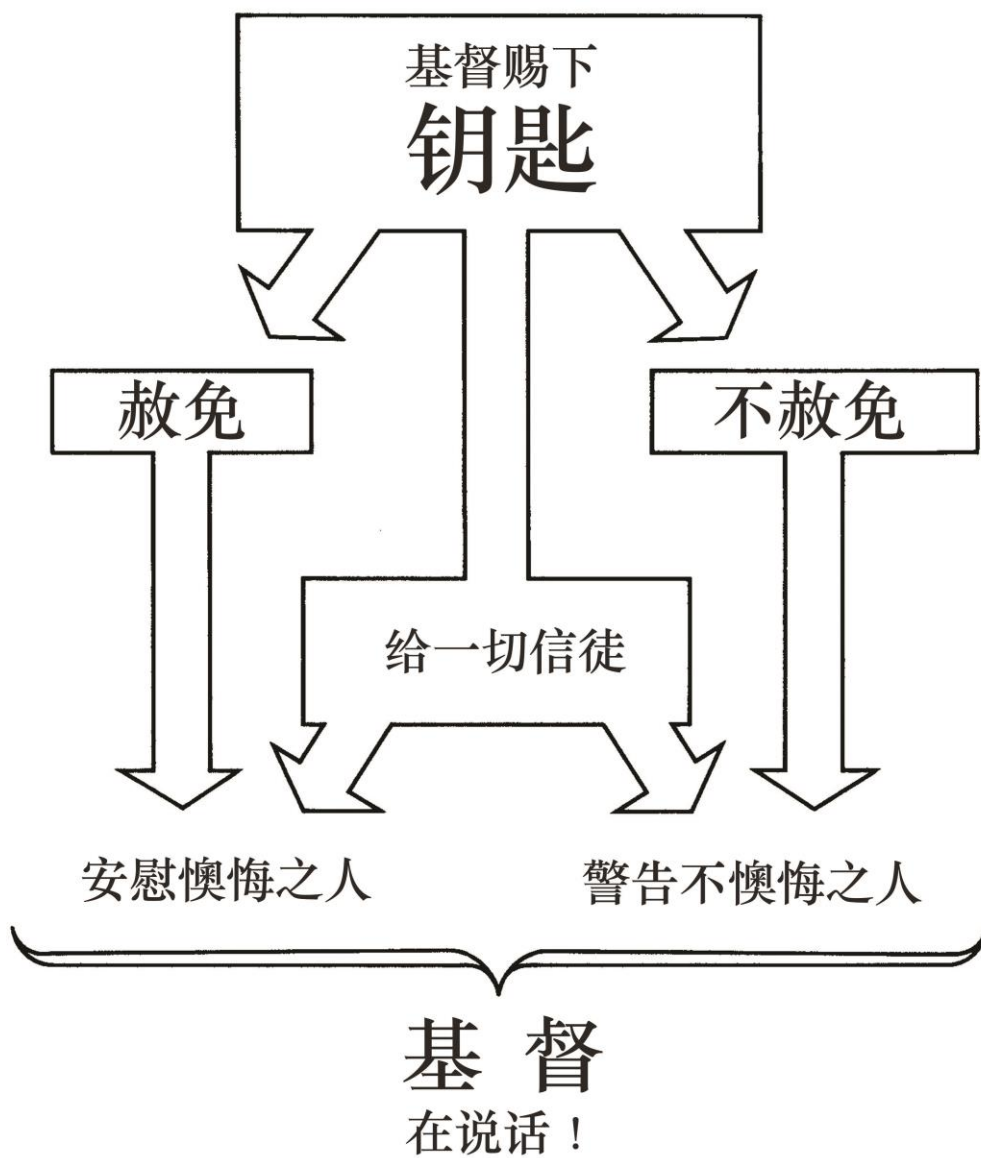 基督赐下
钥匙
赦免
不赦免
给一切信徒
安慰懊悔之人
警告不懊悔之人
基 督
在说话！